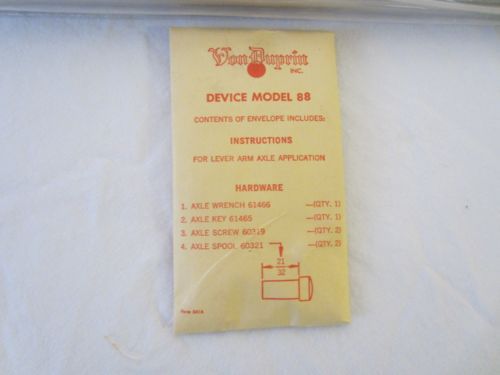 Von Duprin
INC.
DEVICE MODEL 88
CONTENTS OF ENVELOPE INCLUDES:
INSTRUCTIONS
FOR LEVER ARM AXLE APPLICATION
HARDWARE
1. AXLE WRENCH 61466 —(QTY. 1)
2. AXLE KEY 61465 —(QTY. 1)
3. AXLE SCREW 60319 —(QTY. 2)
4. AXLE SPOOL 60321 —(QTY. 2)
21
32
Form